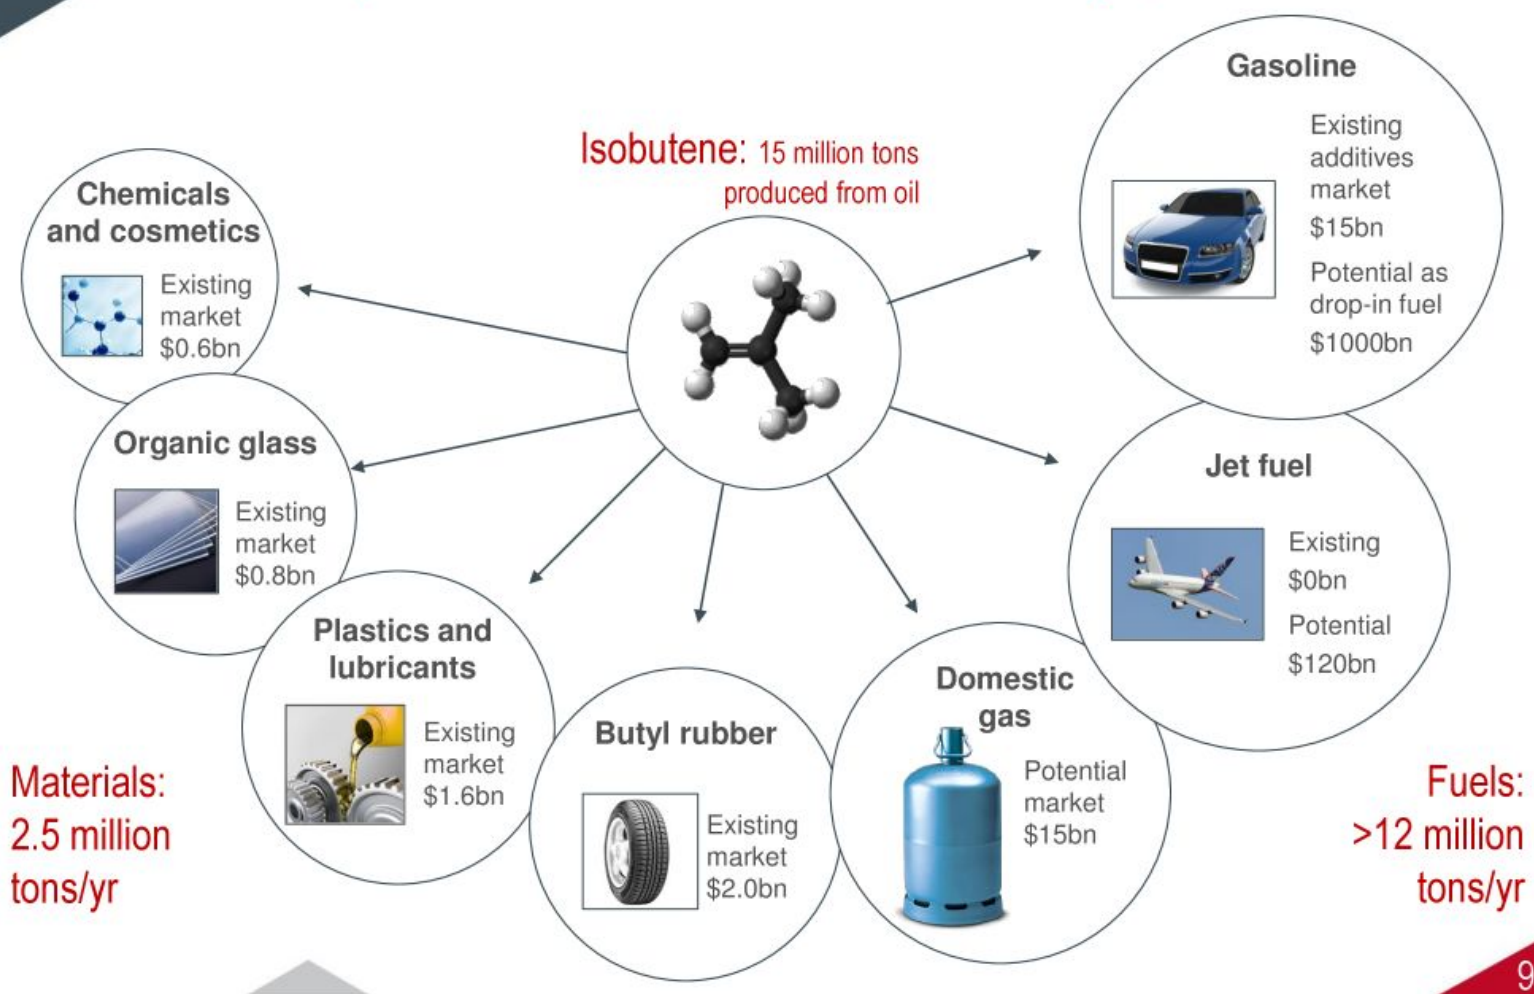 Isobutene: 15 million tons
produced from oil
Chemicals
and cosmetics
Existing
market
$0.6bn
Organic glass
Existing
market
$0.8bn
Plastics and
lubricants
Existing
market
$1.6bn
Butyl rubber
Existing
market
$2.0bn
Domestic
gas
Potential
market
$15bn
Jet fuel
Existing
$0bn
Potential
$120bn
Gasoline
Existing
additives
market
$15bn
Potential as
drop-in fuel
$1000bn
Materials:
2.5 million
tons/yr
Fuels:
>12 million
tons/yr
9